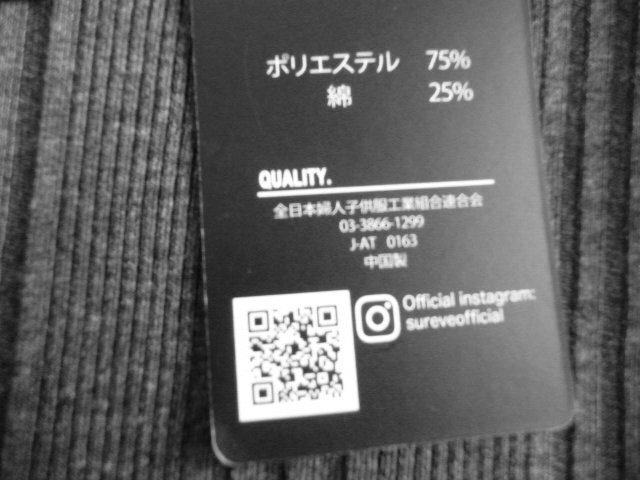 ポリエステル 75%
綿 25%
QUALITY.
全日本婦人子供服工業組合連合会
03-3866-1299
J-AT 0163
中国製
Official instagram:
sureveofficial